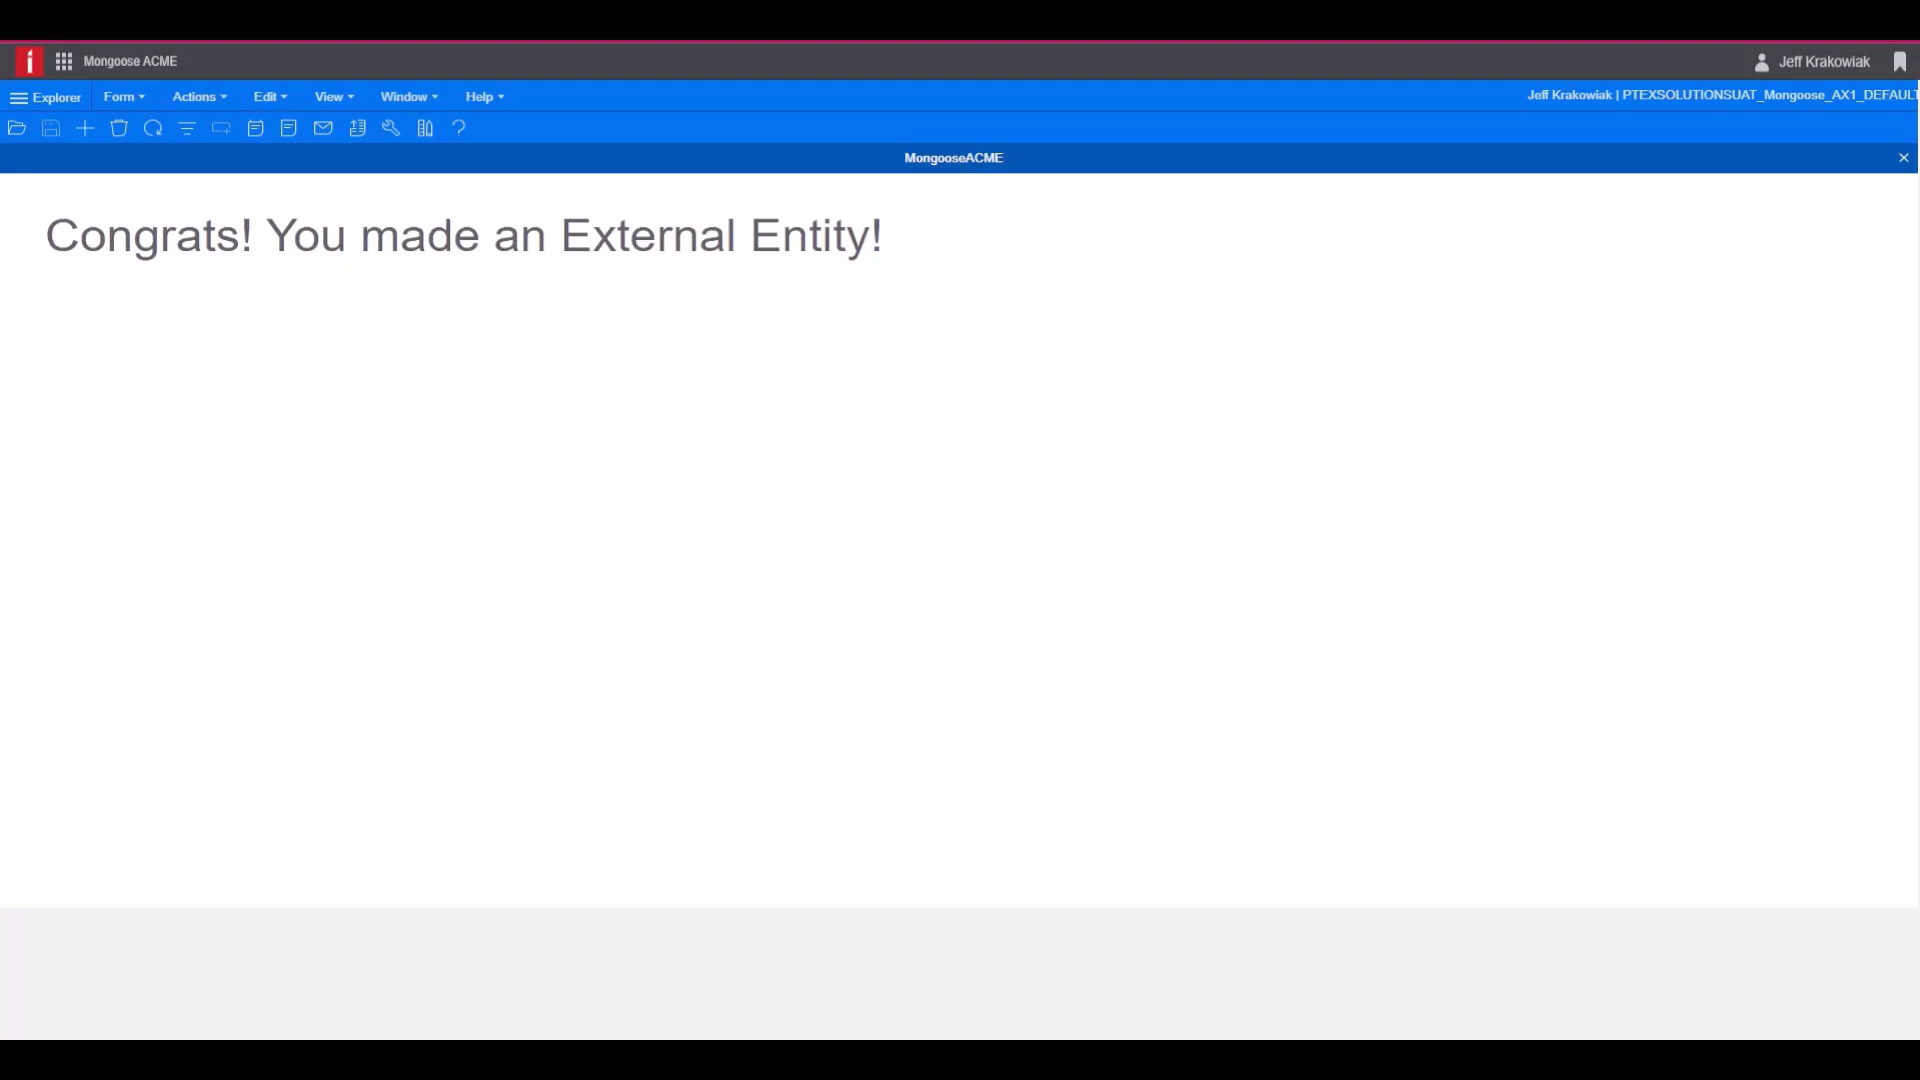 Mongoose ACME
Jeff Krakowiak
Explorer
Form
Actions
Edit
View
Window
Help
Jeff Krakowiak | PTEXSOLUTIONSUAT_Mongoose_AX1_DEFAULT
MongooseACME
Congrats! You made an External Entity!